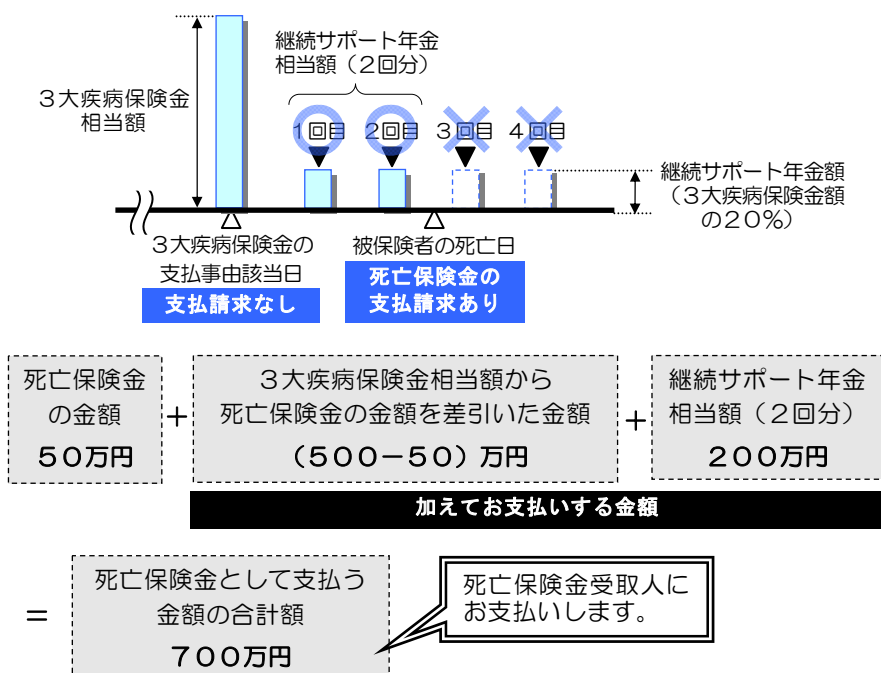 継続サポート年金
相当額（２回分）
３大疾病保険金
相当額
１回目
２回目
３回目
４回目
継続サポート年金額
（３大疾病保険金額
の２０％）
３大疾病保険金の
支払事由該当日
支払請求なし
被保険者の死亡日
死亡保険金の
支払請求あり
死亡保険金
の金額
５０万円
＋
３大疾病保険金相当額から
死亡保険金の金額を差引いた金額
（５００－５０）万円
＋
継続サポート年金
相当額（２回分）
２００万円
加えてお支払いする金額
＝
死亡保険金として支払う
金額の合計額
７００万円
死亡保険金受取人に
お支払いします。